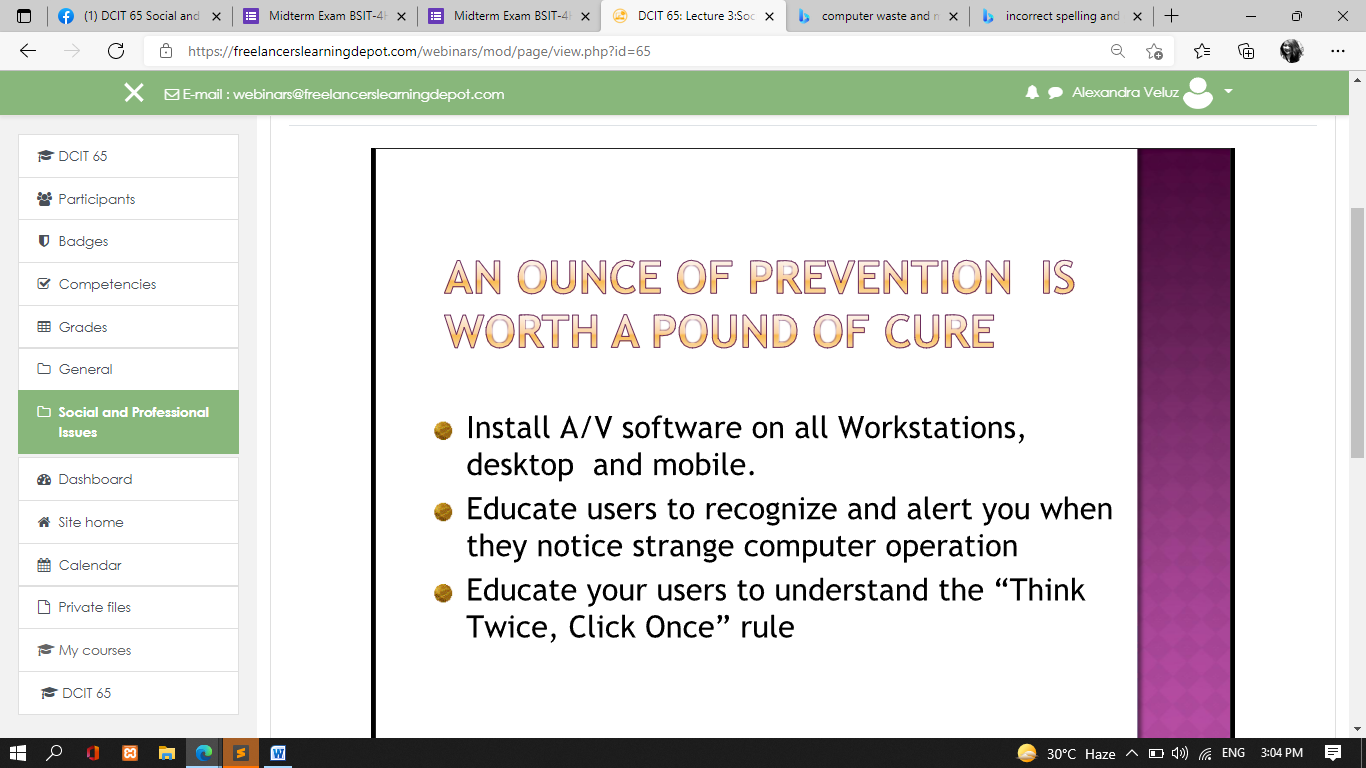 (1) DCIT 65 Social and
Midterm Exam BSIT-4
Midterm Exam BSIT-4
DCIT 65: Lecture 3:Soc
computer waste and
incorrect spelling and
https://freelancerslearningdepot.com/webinars/mod/page/view.php?id=65
E-mail : webinars@freelancerslearningdepot.com
Alexandra Veluz
DCIT 65
Participants
Badges
Competencies
Grades
General
Social and Professional
Issues
Dashboard
Site home
Calendar
Private files
My courses
DCIT 65
AN OUNCE OF PREVENTION IS
WORTH A POUND OF CURE
Install A/V software on all Workstations,
desktop and mobile.
Educate users to recognize and alert you when
they notice strange computer operation
Educate your users to understand the “Think
Twice, Click Once” rule
30°C Haze
ENG
3:04 PM